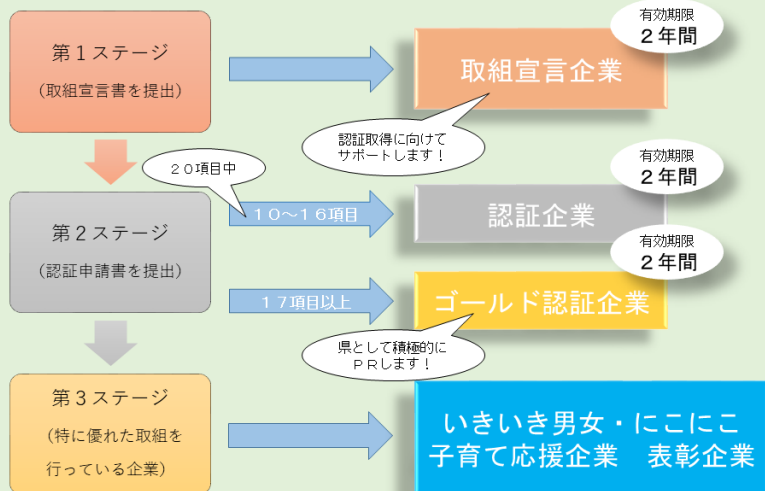 第１ステージ
（取組宣言書を提出）
取組宣言企業
有効期限
２年間
認証取得に向けて
サポートします！
２０項目中
第２ステージ
（認証申請書を提出）
１０～１６項目
認証企業
有効期限
２年間
１７項目以上
ゴールド認証企業
有効期限
２年間
県として積極的に
ＰＲします！
第３ステージ
（特に優れた取組を
行っている企業）
いきいき男女・にこにこ
子育て応援企業　表彰企業